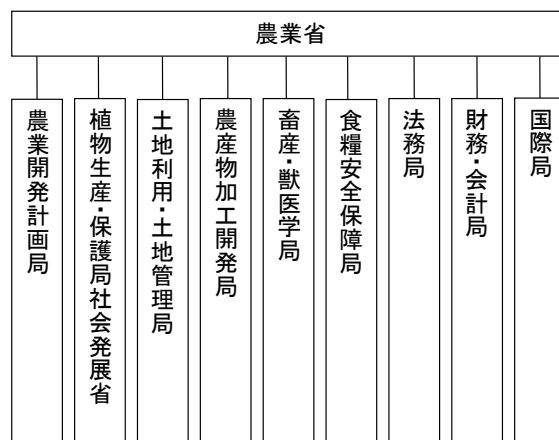 農業省
農業開発計画局
植物生産・保護局社会発展省
土地利用・土地管理局
農産物加工開発局
畜産・獣医学局
食糧安全保障局
法務局
財務・会計局
国際局